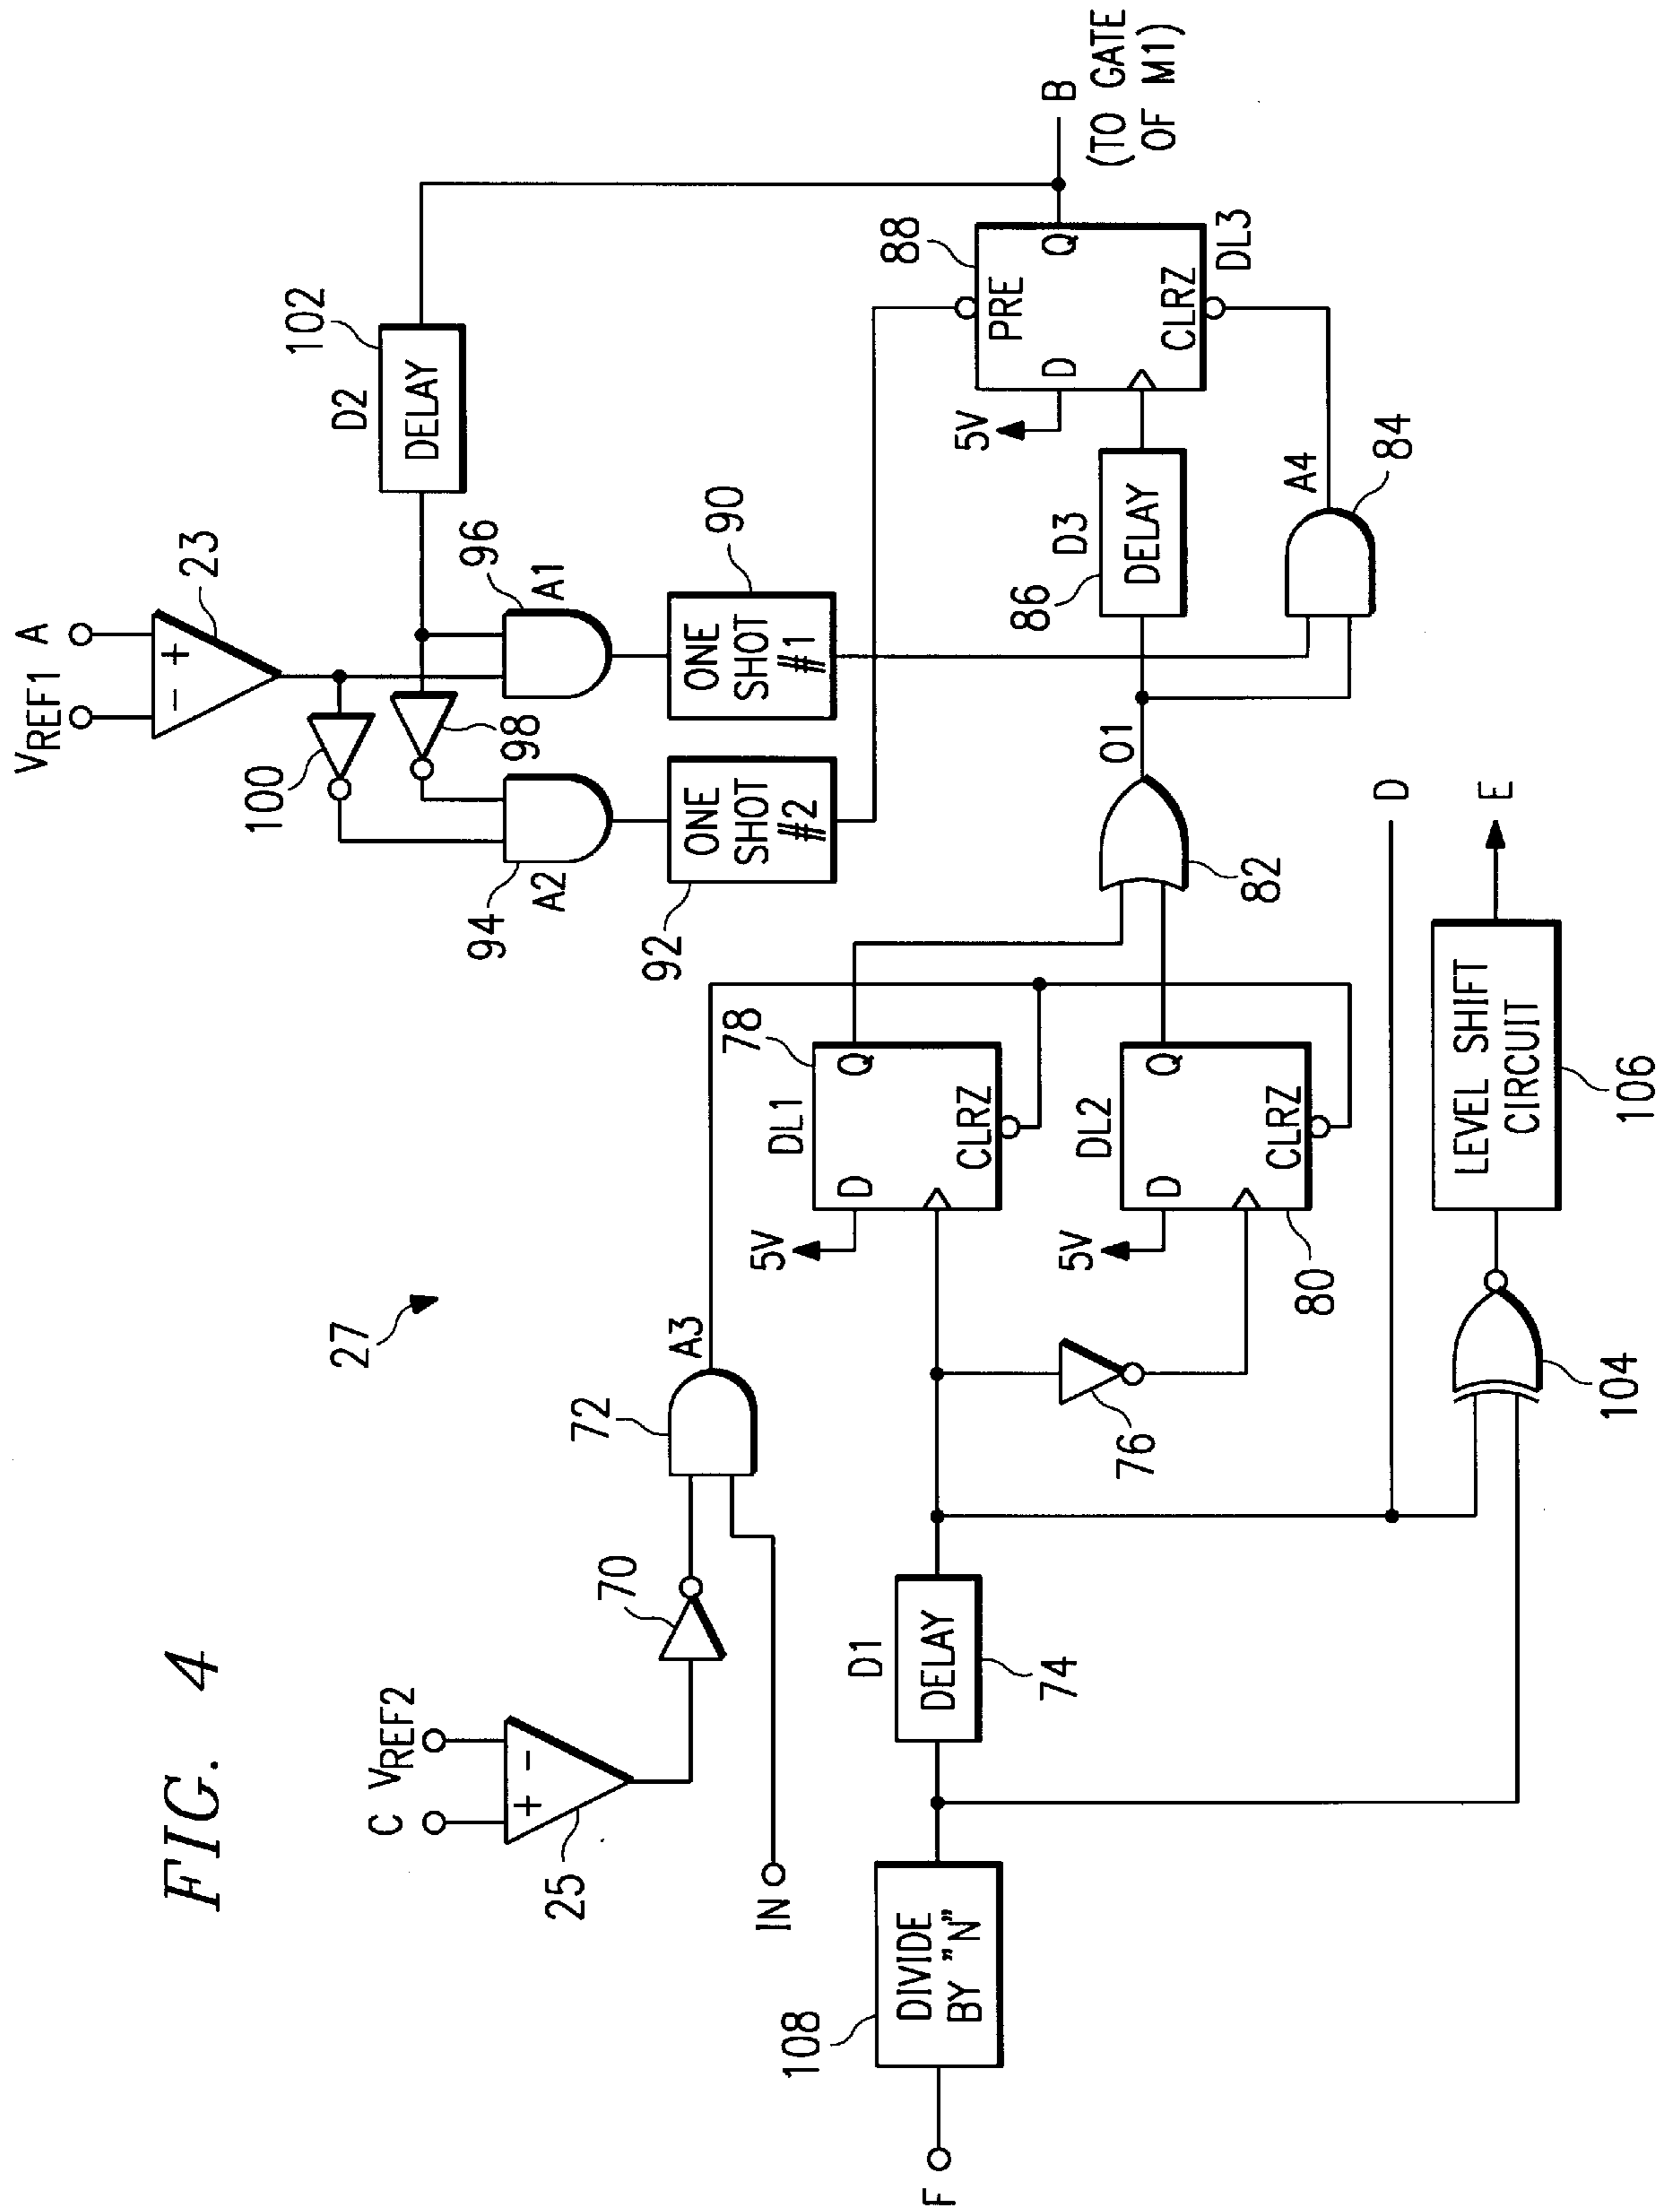 FIG. 4
27
C
VREF2
25
70
IN
72
A3
VREF1
A
23
100
98
94
A2
96
A1
D2
102
DELAY
92
ONE
SHOT
#2
90
ONE
SHOT
#1
F
108
DIVIDE
BY "N"
D1
DELAY
74
76
5V
DL1
78
D
Q
CLRZ
5V
DL2
D
Q
CLRZ
80
O1
82
D3
86
DELAY
A4
84
5V
88
PRE
D
Q
CLRZ
DL3
B
(TO GATE
OF M1)
D
104
LEVEL SHIFT
CIRCUIT
106
E